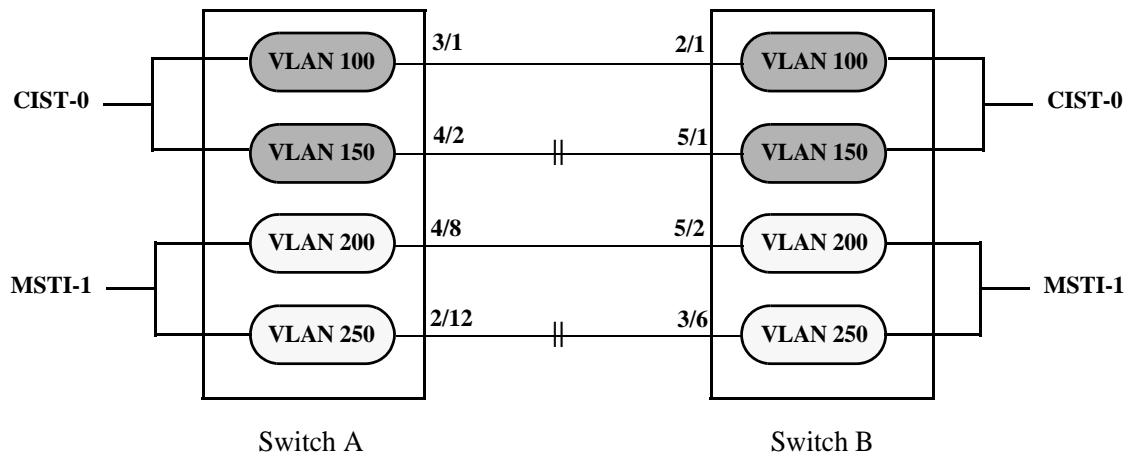 3/1
2/1
VLAN 100
VLAN 100
CIST-0
CIST-0
4/2
5/1
VLAN 150
VLAN 150
4/8
5/2
VLAN 200
VLAN 200
MSTI-1
MSTI-1
2/12
3/6
VLAN 250
VLAN 250
Switch A
Switch B